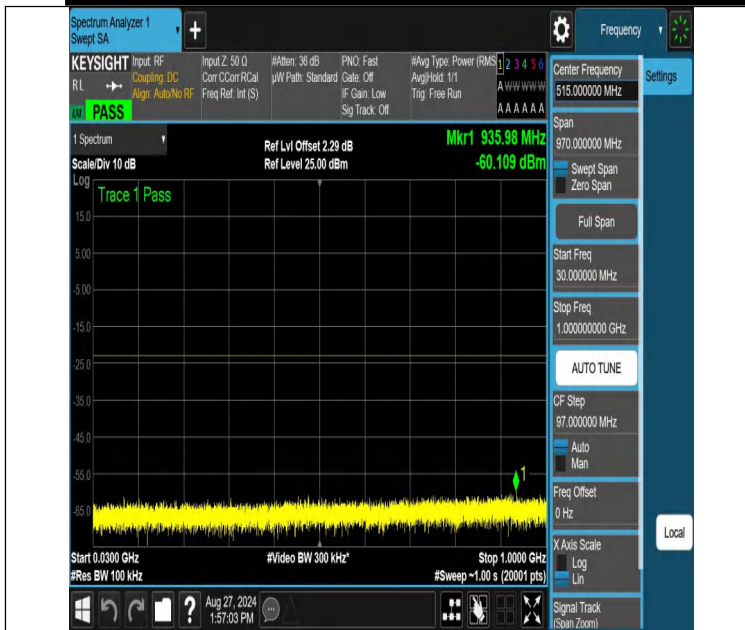 Spectrum Analyzer 1
Swept SA
+
Frequency
KEYSIGHT
RL
LXI
PASS
Input: RF
Coupling: DC
Align: Auto/No RF
Input Z: 50 Ω
Corr CCorr RCal
Freq Ref: Int (S)
#Atten: 36 dB
µW Path: Standard
PNO: Fast
Gate: Off
IF Gain: Low
Sig Track: Off
#Avg Type: Power (RMS
Avg|Hold: 1/1
Trig: Free Run
1 2 3 4 5 6
A W W W W W
A A A A A A
Center Frequency
515.000000 MHz
Settings
1 Spectrum
Scale/Div 10 dB
Ref Lvl Offset 2.29 dB
Ref Level 25.00 dBm
Mkr1 935.98 MHz
-60.109 dBm
Span
970.000000 MHz
Swept Span
Zero Span
Full Span
Start Freq
30.000000 MHz
Stop Freq
1.000000000 GHz
AUTO TUNE
CF Step
97.000000 MHz
Auto
Man
Freq Offset
0 Hz
X Axis Scale
Log
Lin
Signal Track
(Span Zoom)
Local
Log
Trace 1 Pass
15.0
5.00
-5.00
-15.0
-25.0
-35.0
-45.0
-55.0
-65.0
1
Start 0.0300 GHz
#Res BW 100 kHz
#Video BW 300 kHz*
Stop 1.0000 GHz
#Sweep ~1.00 s (20001 pts)
?
Aug 27, 2024
1:57:03 PM